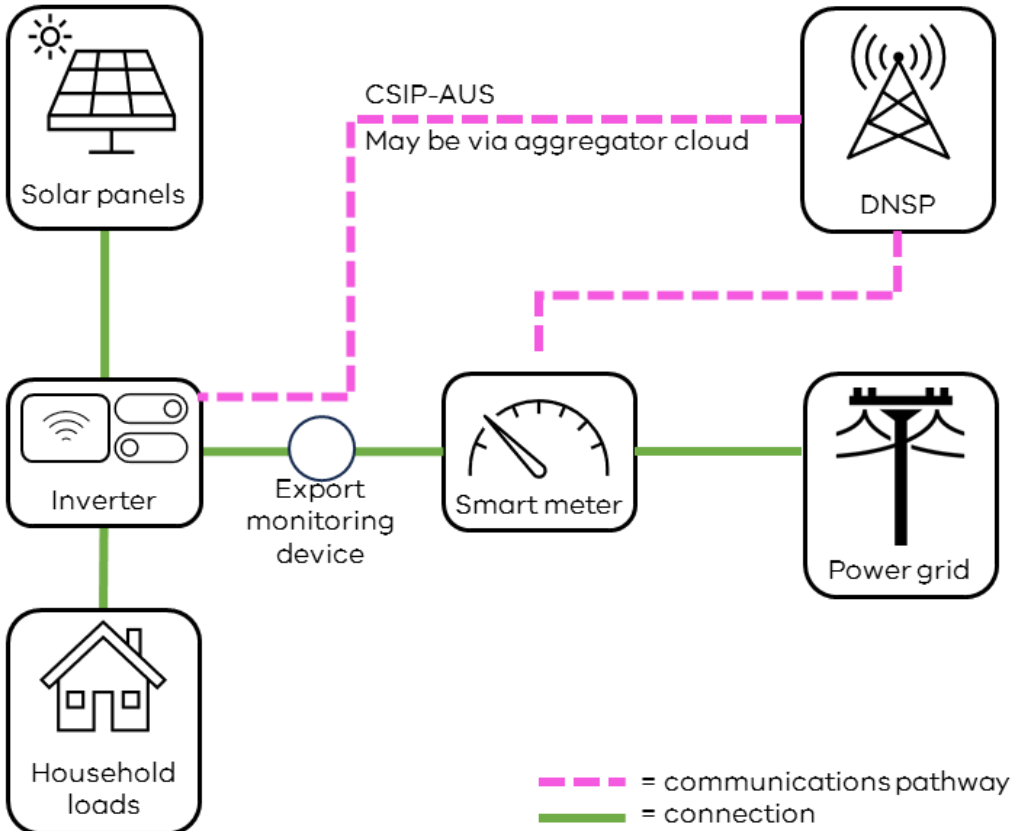 CSIP-AUS
May be via aggregator cloud
Solar panels
DNSP
Inverter
Export
monitoring
device
Smart meter
Power grid
Household
loads
= communications pathway
= connection